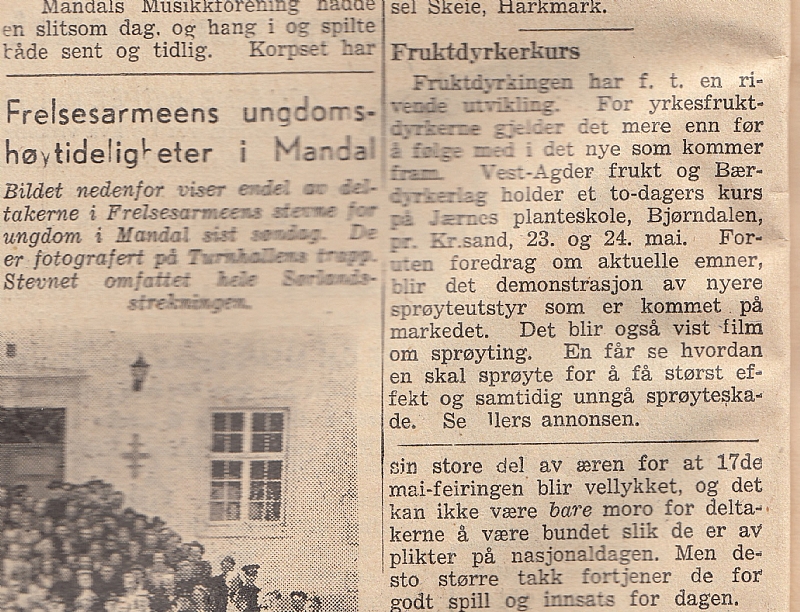 Mandals Musikkforening hadde
en slitsom dag, og hang i og spilte
både sent og tidlig. Korpset har
Frelsesarmeens ungdoms-
høytideligheter i Mandal
Bildet nedenfor viser endel av del-
takerne i Frelsesarmeens stevne for
ungdom i Mandal sist søndag. De
er fotografert på Turnhallens trapp.
Stevnet omfattet hele Sørlands-
strekningen.
sel Skeie, Harkmark.
Fruktdyrkerkurs
Fruktdyrkingen har f. t. en ri-
vende utvikling. For yrkesfrukt-
dyrkerne gjelder det mere enn før
å følge med i det nye som kommer
fram. Vest-Agder frukt og Bær-
dyrkerlag holder et to-dagers kurs
på Jærnes planteskole, Bjørndalen,
pr. Kr.sand, 23. og 24. mai. For-
uten foredrag om aktuelle emner,
blir det demonstrasjon av nyere
sprøyteutstyr som er kommet på
markedet. Det blir også vist film
om sprøyting. En får se hvordan
en skal sprøyte for å få størst ef-
fekt og samtidig unngå sprøyteska-
de. Se llers annonsen.
sin store del av æren for at 17de
mai-feiringen blir vellykket, og det
kan ikke være bare moro for delta-
kerne å være bundet slik de er av
plikter på nasjonaldagen. Men de-
sto større takk fortjener de for
godt spill og innsats for dagen.